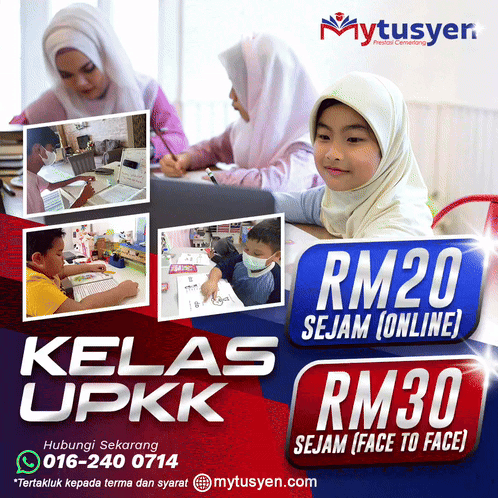 Mytusyen
Prestasi Cemerlang
RM20
SEJAM (ONLINE)
KELAS
UPKK
RM30
SEJAM (FACE TO FACE)
Hubungi Sekarang
016-240 0714
*Tertakluk kepada terma dan syarat
mytusyen.com